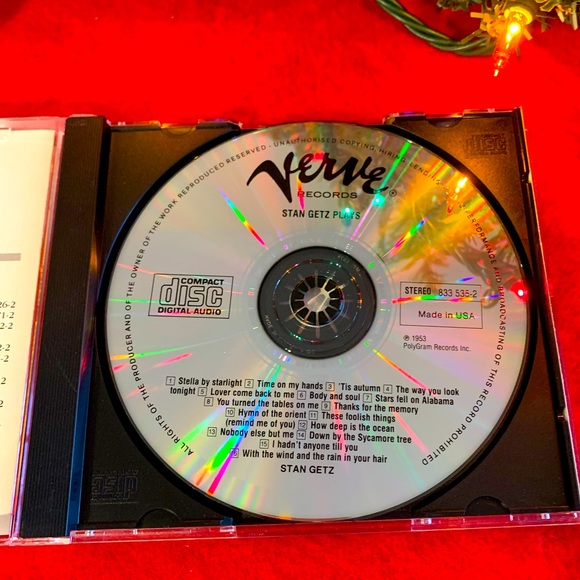 ALL RIGHTS OF THE PRODUCER AND OF THE OWNER OF THE WORK REPRODUCED RESERVED - UNAUTHORISED COPYING, HIRING, LENDING, PERFORMANCE AND BROADCASTING OF THIS RECORD PROHIBITED
Verve
RECORDS ®
STAN GETZ PLAYS
COMPACT
disc
DIGITAL AUDIO
STEREO 833 535-2
Made in USA
℗ 1953
PolyGram Records Inc.
1 Stella by starlight 2 Time on my hands 3 'Tis autumn 4 The way you look
tonight 5 Lover come back to me 6 Body and soul 7 Stars fell on Alabama
8 You turned the tables on me 9 Thanks for the memory
10 Hymn of the orient 11 These foolish things
(remind me of you) 12 How deep is the ocean
13 Nobody else but me 14 Down by the Sycamore tree
15 I hadn't anyone till you
16 With the wind and the rain in your hair
STAN GETZ
disc